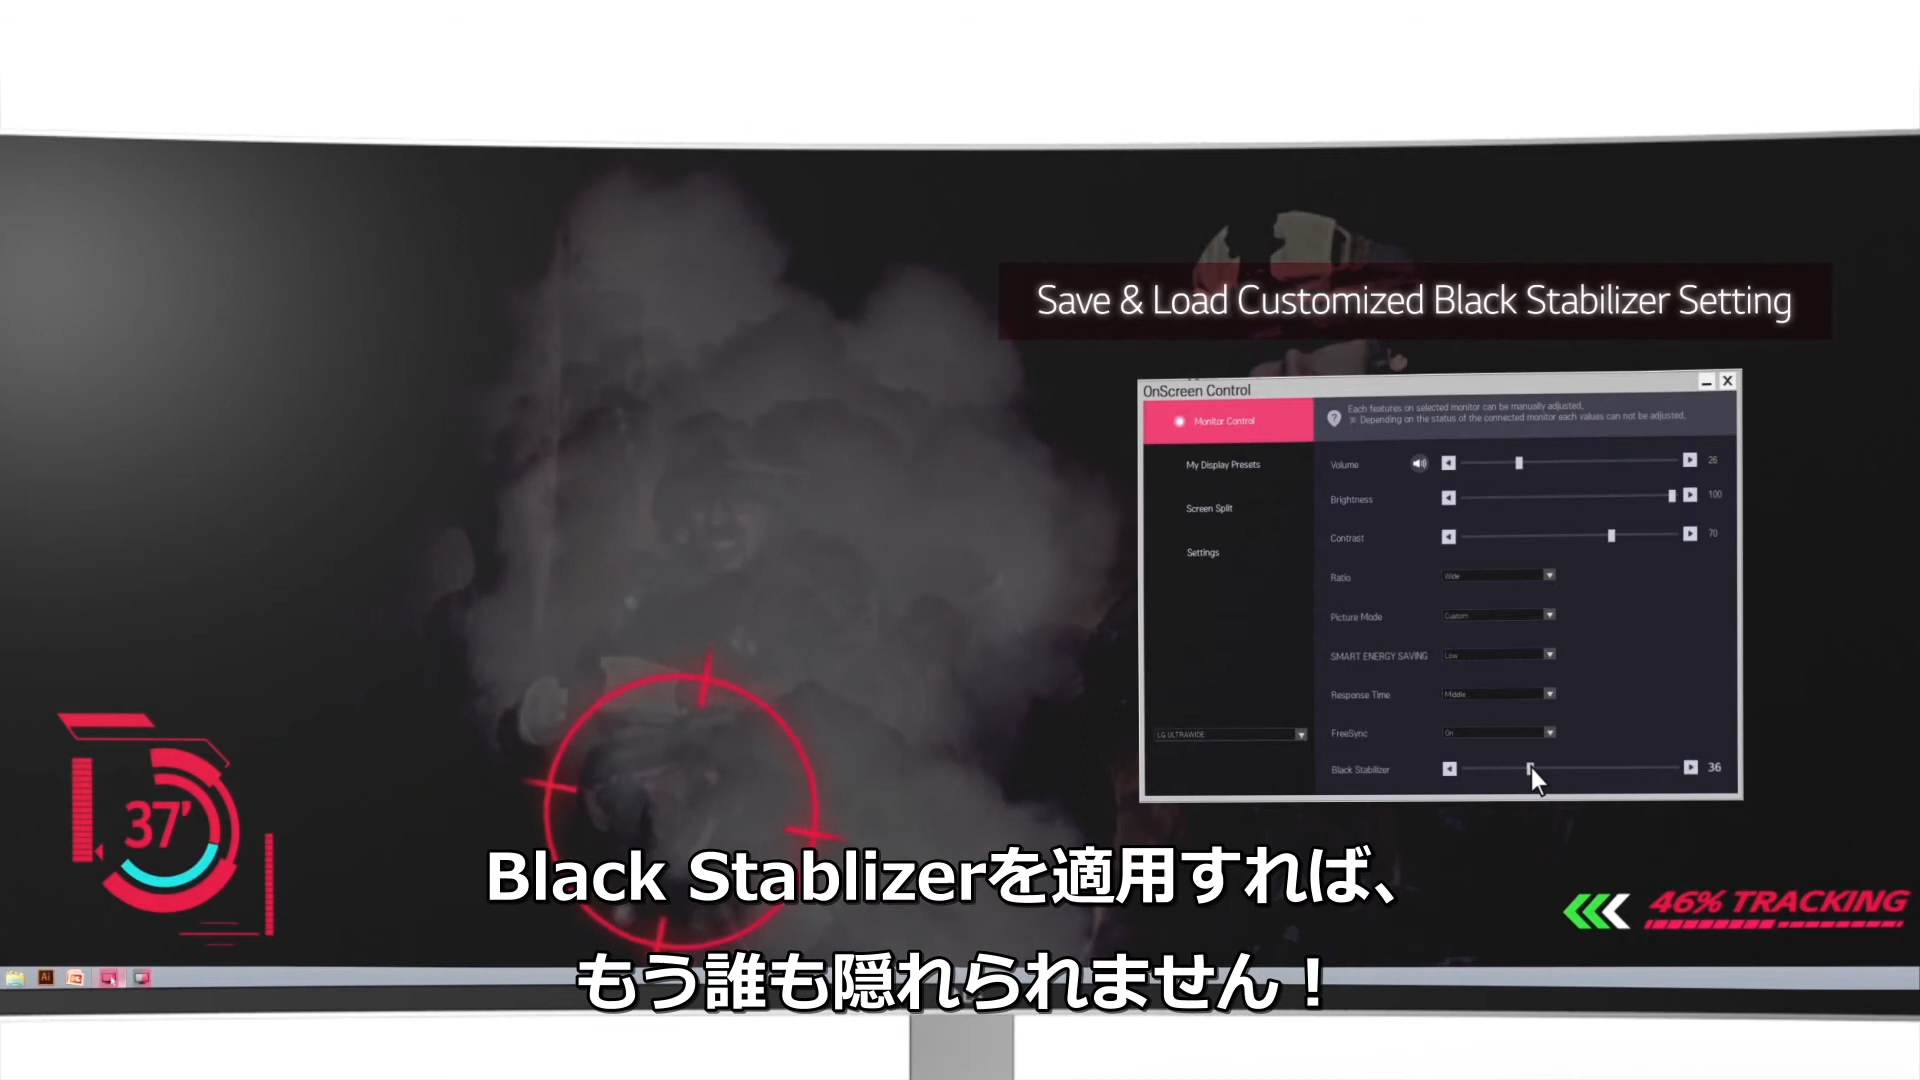 Save & Load Customized Black Stabilizer Setting
OnScreen Control
Monitor Control
My Display Presets
Screen Split
Settings
LG ULTRAWIDE
Each features on selected monitor can be manually adjusted.
※ Depending on the status of the connected monitor each values can not be adjusted.
Volume 26
Brightness 100
Contrast 70
Ratio Wide
Picture Mode Custom
SMART ENERGY SAVING Low
Response Time Middle
FreeSync On
Black Stabilizer 36
37'
46% TRACKING
Ai
Black Stablizerを適用すれば、
もう誰も隠れられません！